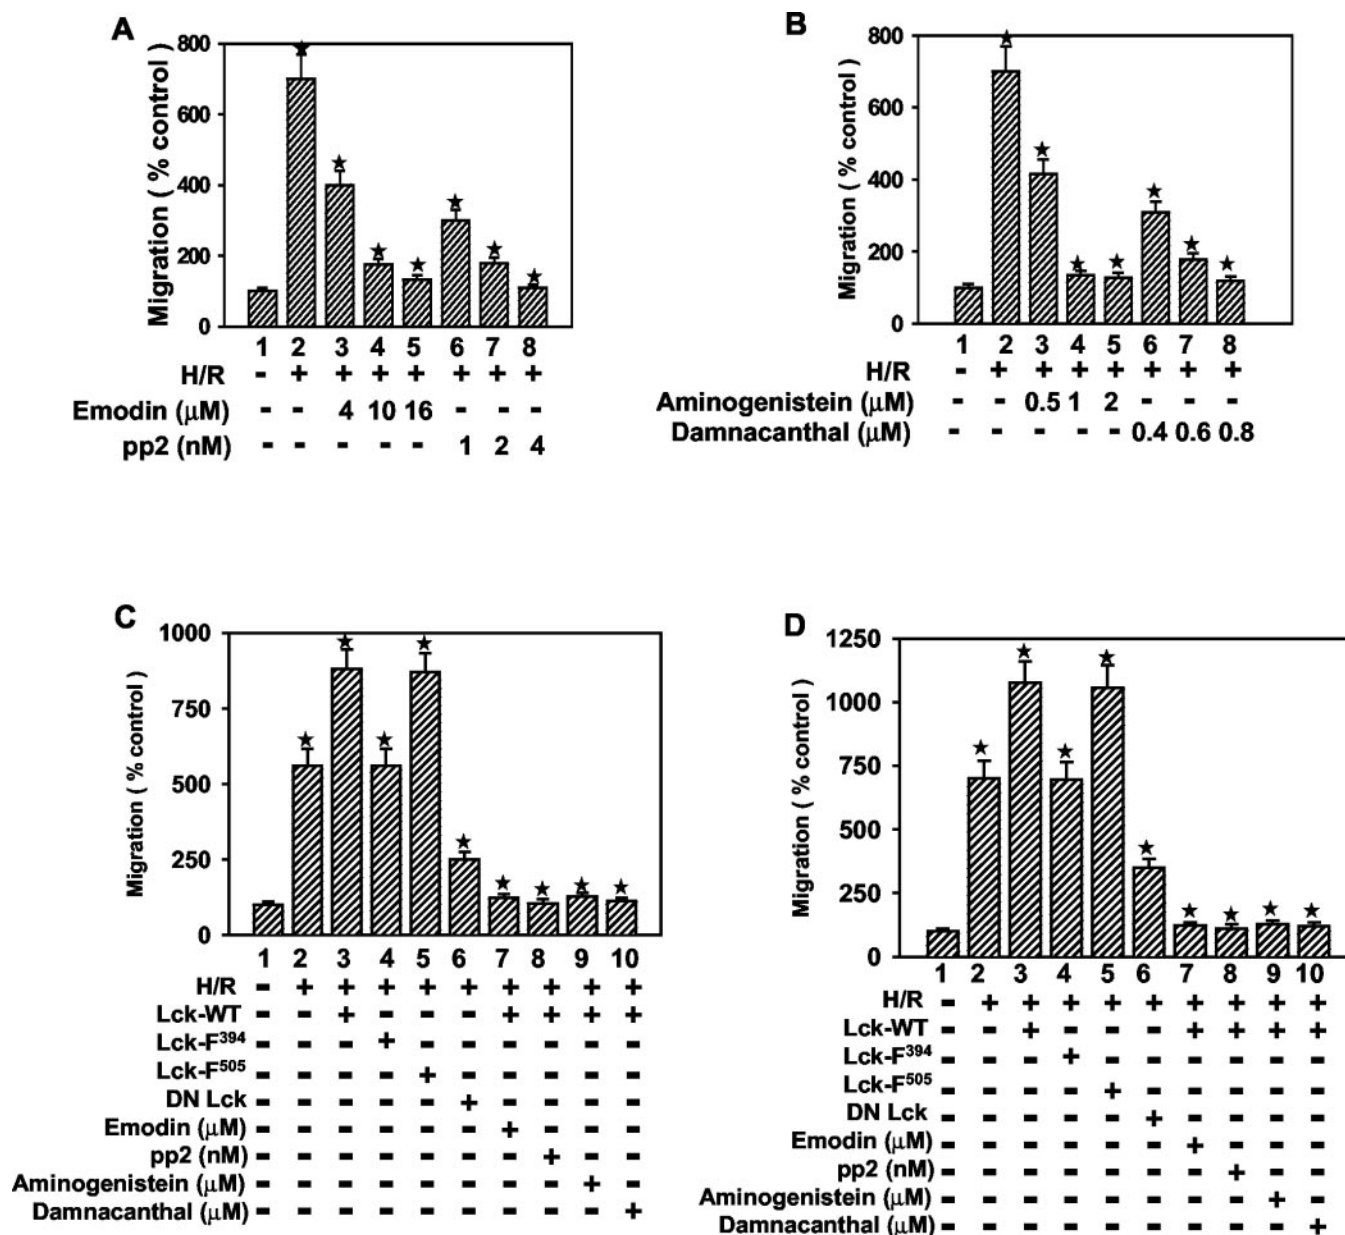 A
Migration ( % control )
800
600
400
200
0
1 2 3 4 5 6 7 8
H/R - + + + + + + +
Emodin (μM) - - 4 10 16 - - -
pp2 (nM) - - - - - 1 2 4
B
Migration ( % control )
800
600
400
200
0
1 2 3 4 5 6 7 8
H/R - + + + + + + +
Aminogenistein (μM) - - 0.5 1 2 - - -
Damnacanthal (μM) - - - - - 0.4 0.6 0.8
C
Migration ( % control )
1000
750
500
250
0
1 2 3 4 5 6 7 8 9 10
H/R - + + + + + + + + +
Lck-WT - - + - - - + + + +
Lck-F³⁹⁴ - - - + - - - - - -
Lck-F⁵⁰⁵ - - - - + - - - - -
DN Lck - - - - - + - - - -
Emodin (μM) - - - - - - + - - -
pp2 (nM) - - - - - - - + - -
Aminogenistein (μM) - - - - - - - - + -
Damnacanthal (μM) - - - - - - - - - +
D
Migration ( % control )
1250
1000
750
500
250
0
1 2 3 4 5 6 7 8 9 10
H/R - + + + + + + + + +
Lck-WT - - + - - - + + + +
Lck-F³⁹⁴ - - - + - - - - - -
Lck-F⁵⁰⁵ - - - - + - - - - -
DN Lck - - - - - + - - - -
Emodin (μM) - - - - - - + - - -
pp2 (nM) - - - - - - - + - -
Aminogenistein (μM) - - - - - - - - + -
Damnacanthal (μM) - - - - - - - - - +